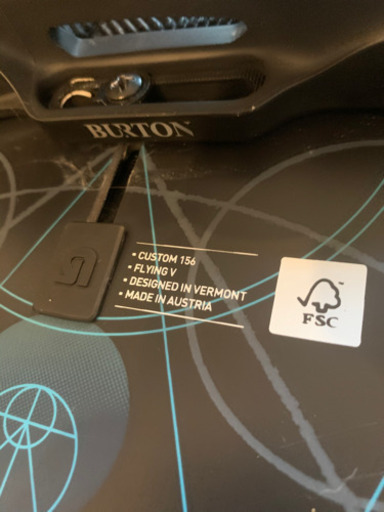 BURTON
• CUSTOM 156
• FLYING V
• DESIGNED IN VERMONT
• MADE IN AUSTRIA
FSC